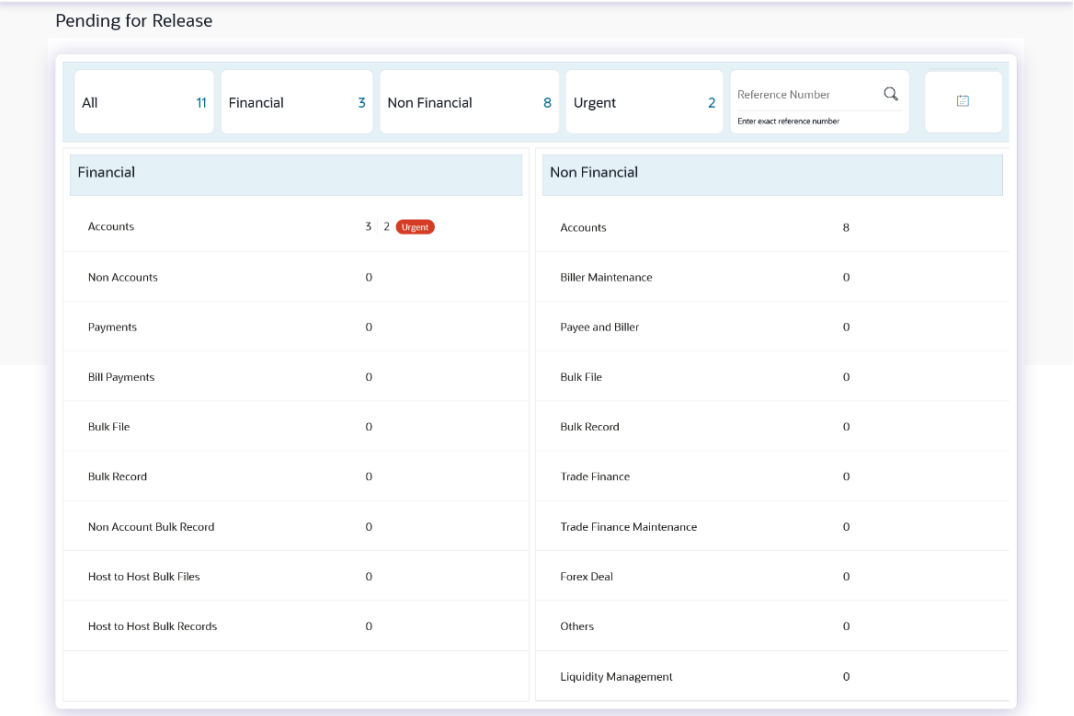 Pending for Release
All 11 Financial 3 Non Financial 8 Urgent 2 Reference Number
Enter exact reference number
Financial
Accounts 3 2 Urgent
Non Accounts 0
Payments 0
Bill Payments 0
Bulk File 0
Bulk Record 0
Non Account Bulk Record 0
Host to Host Bulk Files 0
Host to Host Bulk Records 0
Non Financial
Accounts 8
Biller Maintenance 0
Payee and Biller 0
Bulk File 0
Bulk Record 0
Trade Finance 0
Trade Finance Maintenance 0
Forex Deal 0
Others 0
Liquidity Management 0